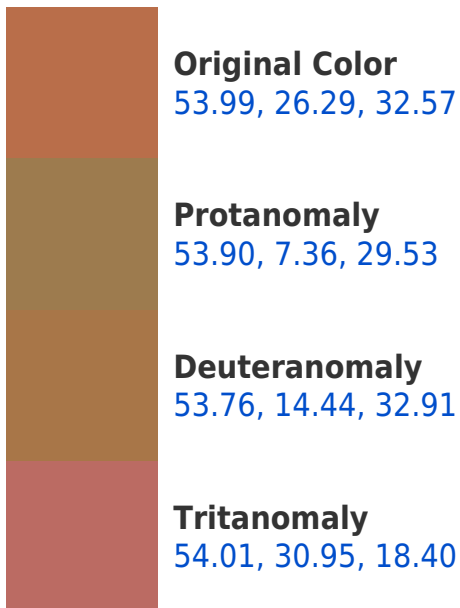 Original Color
53.99, 26.29, 32.57
Protanomaly
53.90, 7.36, 29.53
Deuteranomaly
53.76, 14.44, 32.91
Tritanomaly
54.01, 30.95, 18.40